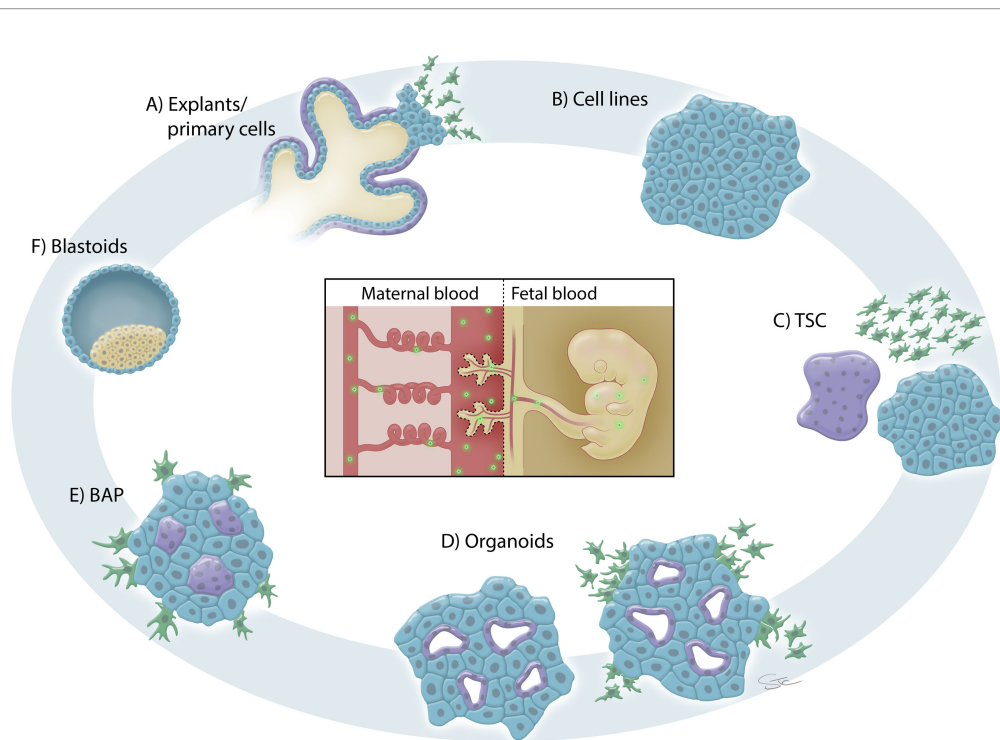 A) Explants/
primary cells
B) Cell lines
F) Blastoids
Maternal blood
Fetal blood
C) TSC
E) BAP
D) Organoids